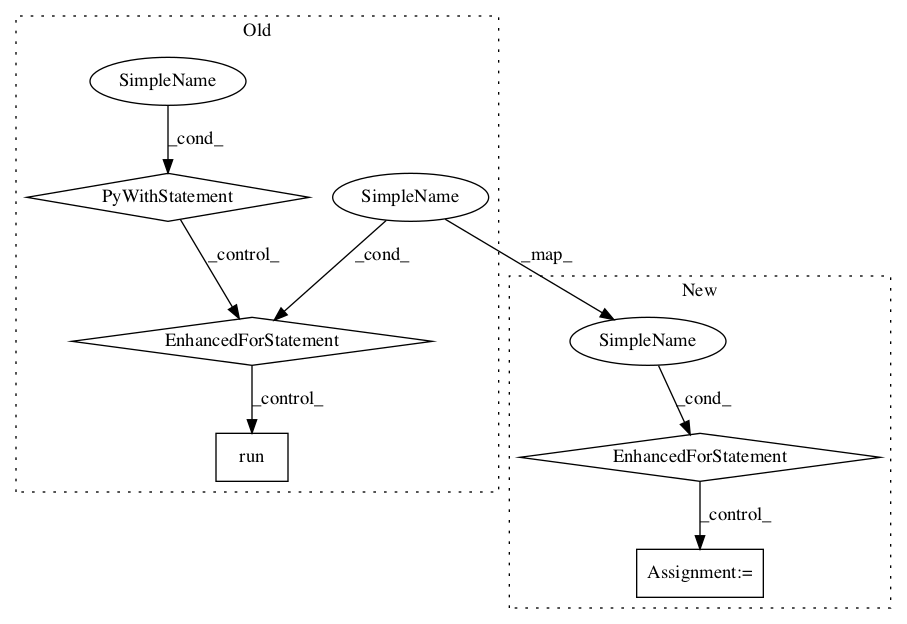 Old
SimpleName
_cond_
PyWithStatement
SimpleName
_control_
_cond_
_map_
New
EnhancedForStatement
SimpleName
_control_
_cond_
run
EnhancedForStatement
_control_
Assignment:=